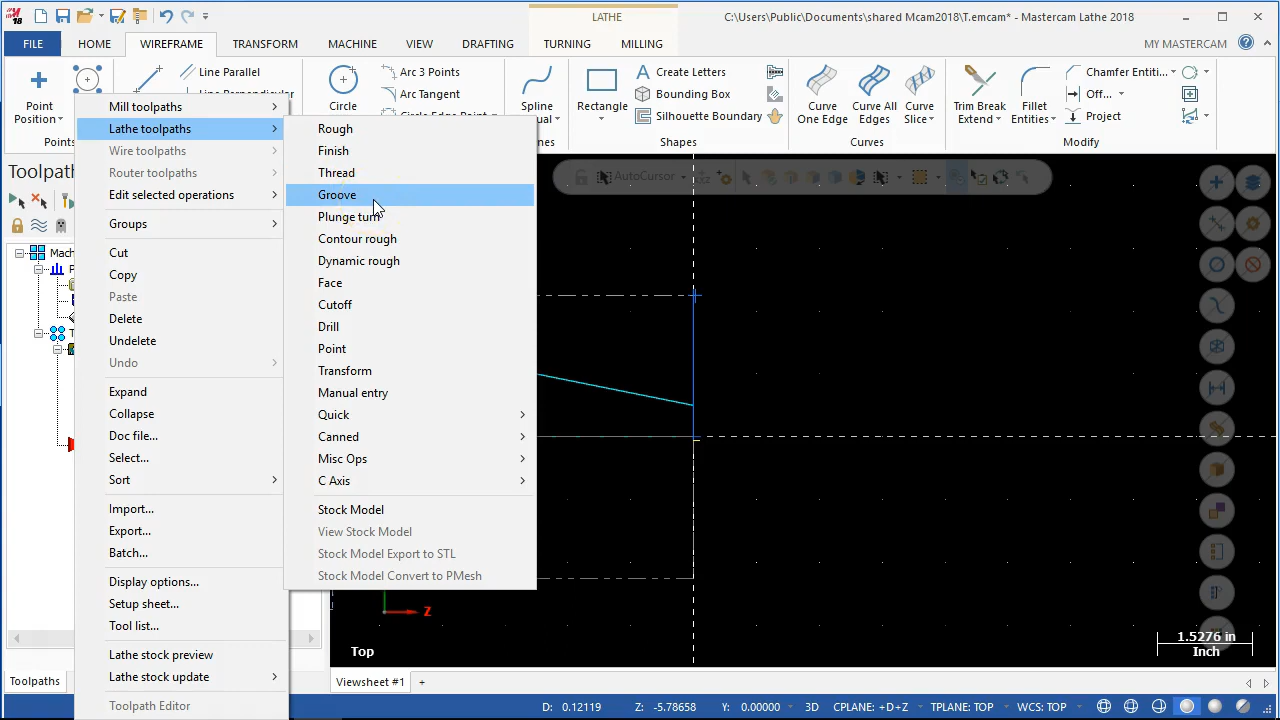 18
LATHE
C:\Users\Public\Documents\shared Mcam2018\T.emcam* - Mastercam Lathe 2018
FILE
HOME
WIREFRAME
TRANSFORM
MACHINE
VIEW
DRAFTING
TURNING
MILLING
MY MASTERCAM
Point
Position
Line Parallel
Circle
Arc 3 Points
Arc Tangent
Spline
Manual
Rectangle
Create Letters
Bounding Box
Silhouette Boundary
Curve
One Edge
Curve All
Edges
Curve
Slice
Trim Break
Extend
Fillet
Entities
Chamfer Entiti...
Off...
Project
Points
nes
Shapes
Curves
Modify
Toolpaths
Mach
P
T
Mill toolpaths
Lathe toolpaths
Wire toolpaths
Router toolpaths
Edit selected operations
Groups
Cut
Copy
Paste
Delete
Undelete
Undo
Expand
Collapse
Doc file...
Select...
Sort
Import...
Export...
Batch...
Display options...
Setup sheet...
Tool list...
Lathe stock preview
Lathe stock update
Toolpath Editor
Rough
Finish
Thread
Groove
Plunge turn
Contour rough
Dynamic rough
Face
Cutoff
Drill
Point
Transform
Manual entry
Quick
Canned
Misc Ops
C Axis
Stock Model
View Stock Model
Stock Model Export to STL
Stock Model Convert to PMesh
AutoCursor
Z
Top
1.5276 in
Inch
Toolpaths
Viewsheet #1
+
D: 0.12119
Z: -5.78658
Y: 0.00000
3D
CPLANE: +D+Z
TPLANE: TOP
WCS: TOP